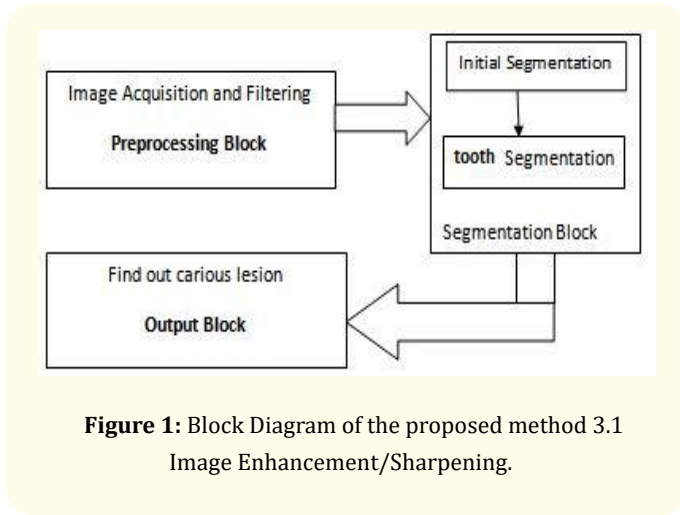 Image Acquisition and Filtering
Preprocessing Block
Initial Segmentation
tooth Segmentation
Segmentation Block
Find out carious lesion
Output Block
Figure 1: Block Diagram of the proposed method 3.1
Image Enhancement/Sharpening.